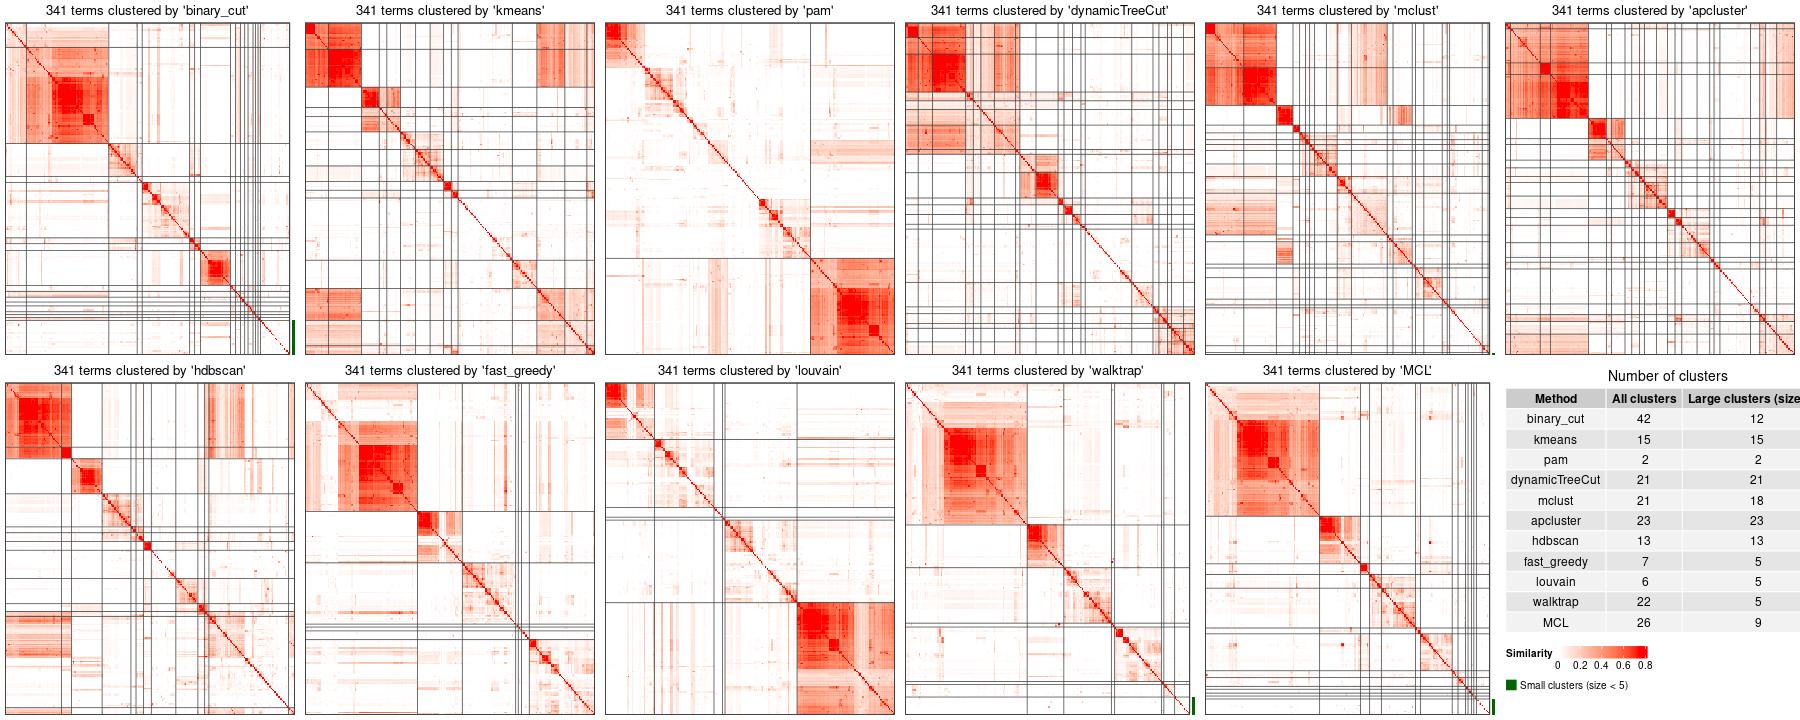 341 terms clustered by 'binary_cut'
341 terms clustered by 'kmeans'
341 terms clustered by 'pam'
341 terms clustered by 'dynamicTreeCut'
341 terms clustered by 'mclust'
341 terms clustered by 'apcluster'
341 terms clustered by 'hdbscan'
341 terms clustered by 'fast_greedy'
341 terms clustered by 'louvain'
341 terms clustered by 'walktrap'
341 terms clustered by 'MCL'
Number of clusters
Method All clusters Large clusters (size
binary_cut 42 12
kmeans 15 15
pam 2 2
dynamicTreeCut 21 21
mclust 21 18
apcluster 23 23
hdbscan 13 13
fast_greedy 7 5
louvain 6 5
walktrap 22 5
MCL 26 9
Similarity
0 0.2 0.4 0.6 0.8
Small clusters (size < 5)